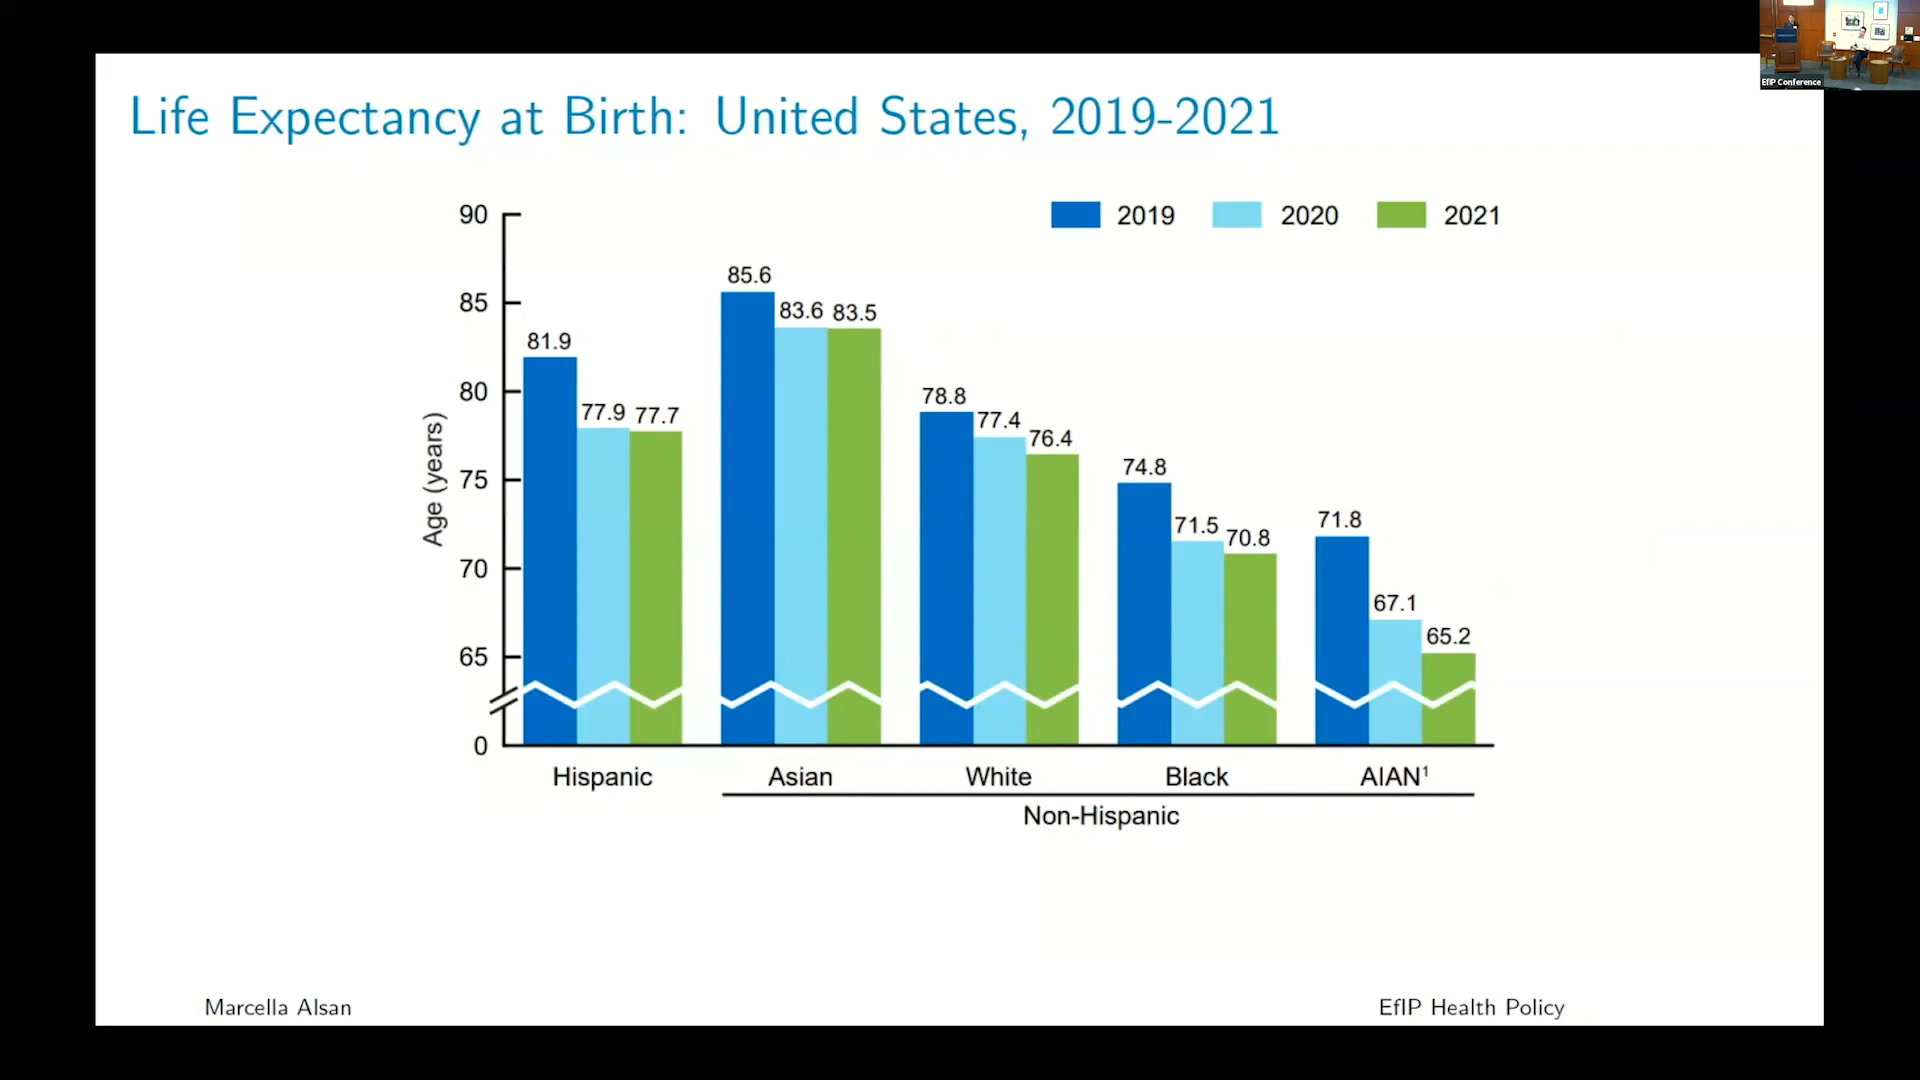 EfIP Conference
Life Expectancy at Birth: United States, 2019-2021
2019 2020 2021
Age (years)
90
85
80
75
70
65
0
81.9 77.9 77.7
85.6 83.6 83.5
78.8 77.4 76.4
74.8 71.5 70.8
71.8 67.1 65.2
Hispanic Asian White Black AIAN¹
Non-Hispanic
Marcella Alsan EfIP Health Policy